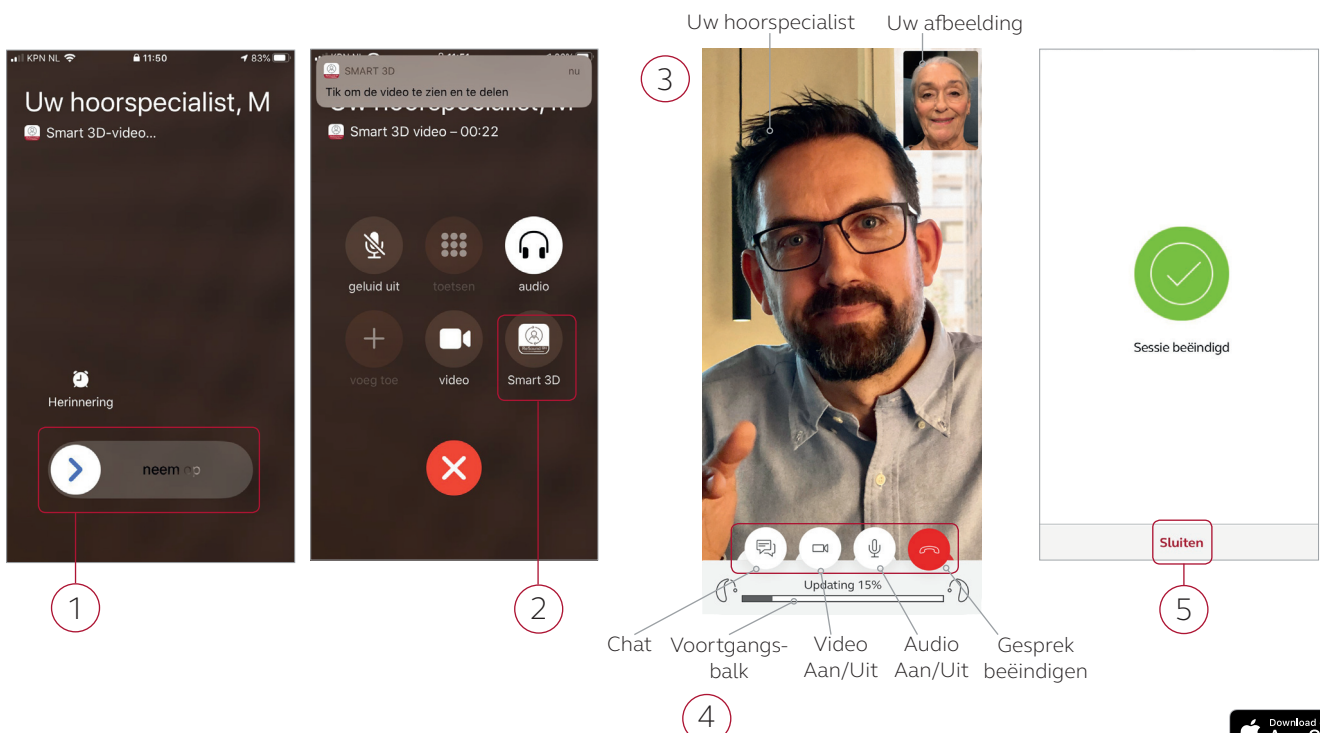 Uw hoorspecialist
Uw afbeelding
KPN NL
11:50
83%
Uw hoorspecialist, M
Smart 3D-video...
Herinnering
neem op
1
SMART 3D
nu
Tik om de video te zien en te delen
Smart 3D video – 00:22
geluid uit
toetsen
audio
voeg toe
video
Smart 3D
2
3
Updating 15%
Chat
Voortgangs-
balk
Video
Aan/Uit
Audio
Aan/Uit
Gesprek
beëindigen
4
Sessie beëindigd
Sluiten
5
Download